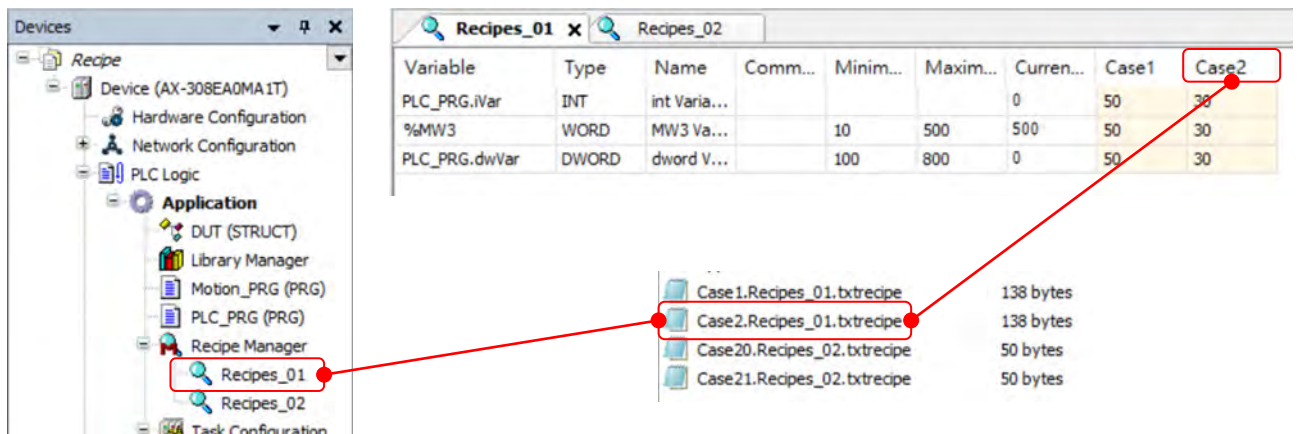 Devices
Recipe
Device (AX-308EA0MA1T)
Hardware Configuration
Network Configuration
PLC Logic
Application
DUT (STRUCT)
Library Manager
Motion_PRG (PRG)
PLC_PRG (PRG)
Recipe Manager
Recipes_01
Recipes_02
Task Configuration
Recipes_01 Recipes_02
Variable Type Name Comm... Minim... Maxim... Curren... Case1 Case2
PLC_PRG.iVar INT int Varia... 0 50 30
%MW3 WORD MW3 Va... 10 500 500 50 30
PLC_PRG.dwVar DWORD dword V... 100 800 0 50 30
Case1.Recipes_01.txtrecipe 138 bytes
Case2.Recipes_01.txtrecipe 138 bytes
Case20.Recipes_02.txtrecipe 50 bytes
Case21.Recipes_02.txtrecipe 50 bytes